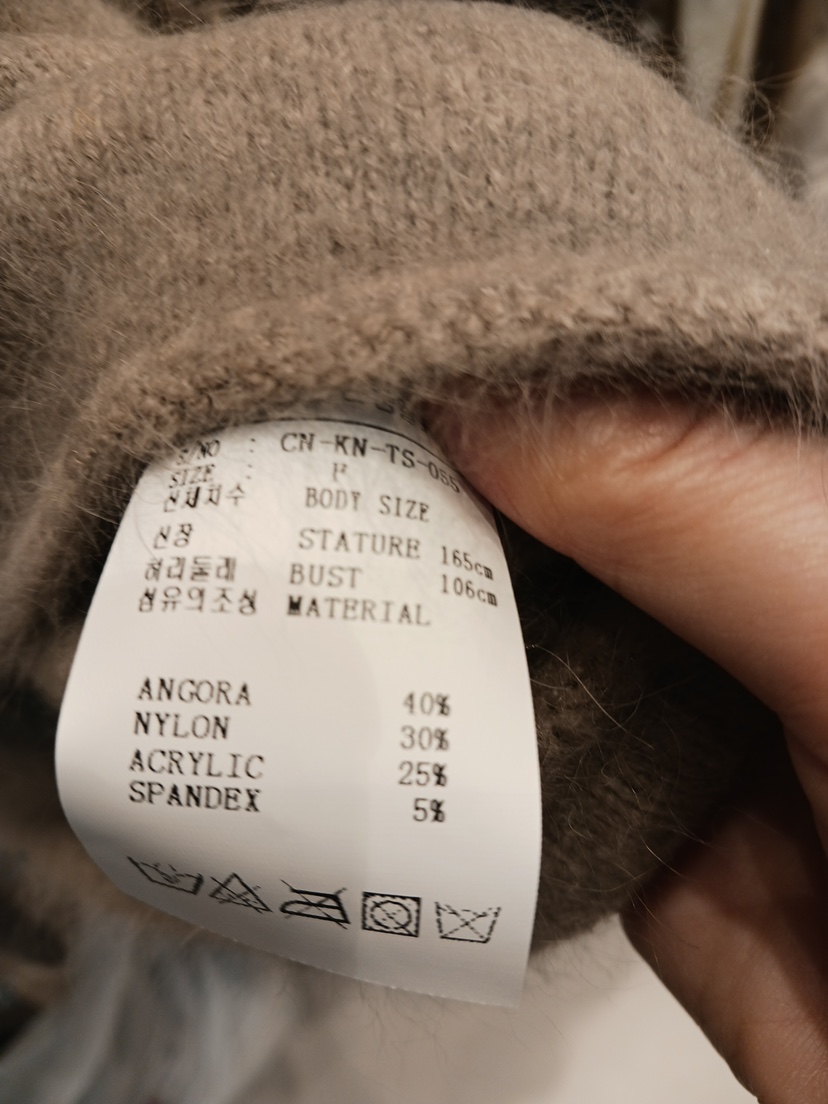 S/NO : CN-KN-TS-055
SIZE : F
신체치수 BODY SIZE
신장 STATURE 165cm
허리둘레 BUST 106cm
섬유의조성 MATERIAL
ANGORA 40%
NYLON 30%
ACRYLIC 25%
SPANDEX 5%